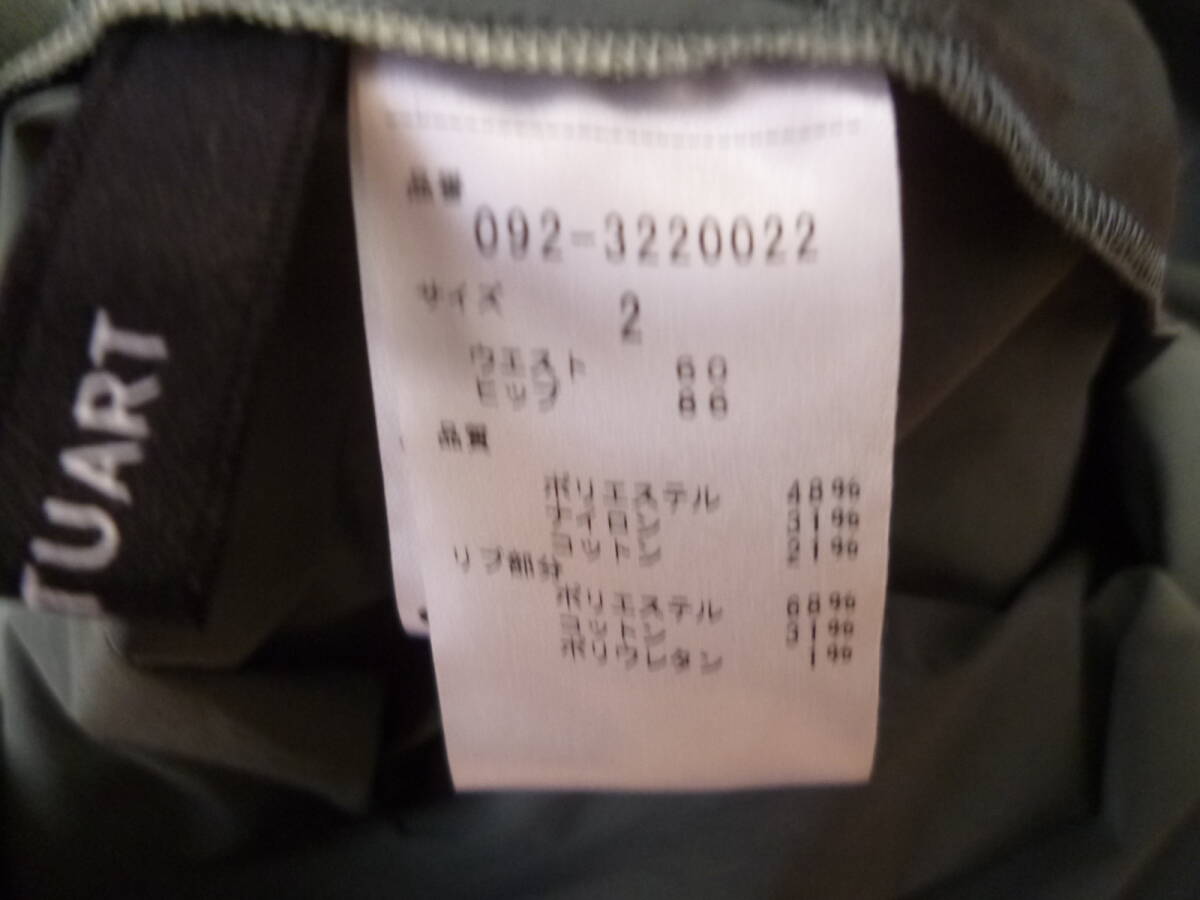 TUART
品番
092-3220022
サイズ 2
ウエスト 60
ヒップ
品質
ポリエステル 48%
ナイロン 31%
コットン 21%
リブ部分
ポリエステル 68%
コットン 31%
ポリウレタン 1%